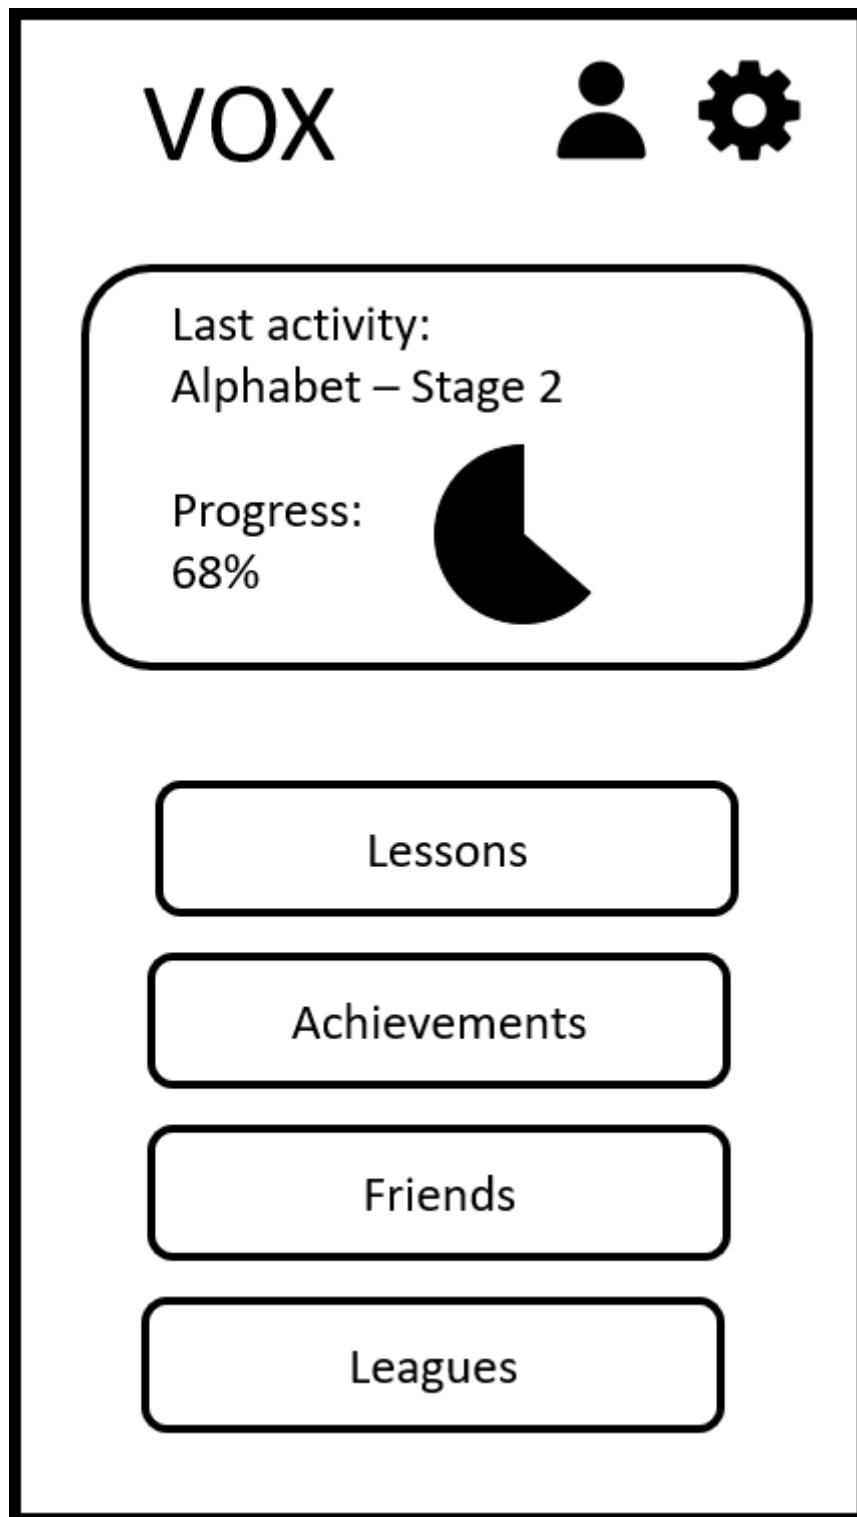 VOX
Last activity:
Alphabet – Stage 2
Progress:
68%
Lessons
Achievements
Friends
Leagues